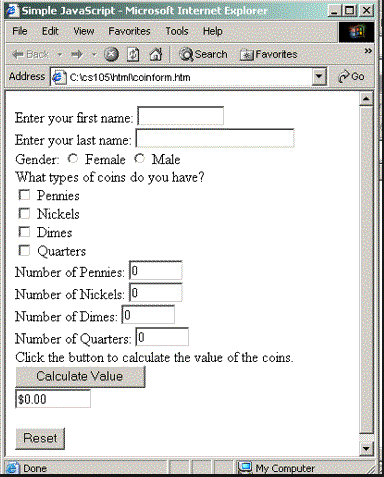 Simple JavaScript - Microsoft Internet Explorer
File Edit View Favorites Tools Help
Back Search Favorites
Address C:\cs105\html\coinform.htm Go
Enter your first name:
Enter your last name:
Gender: Female Male
What types of coins do you have?
Pennies
Nickels
Dimes
Quarters
Number of Pennies: 0
Number of Nickels: 0
Number of Dimes: 0
Number of Quarters: 0
Click the button to calculate the value of the coins.
Calculate Value
$0.00
Reset
Done My Computer